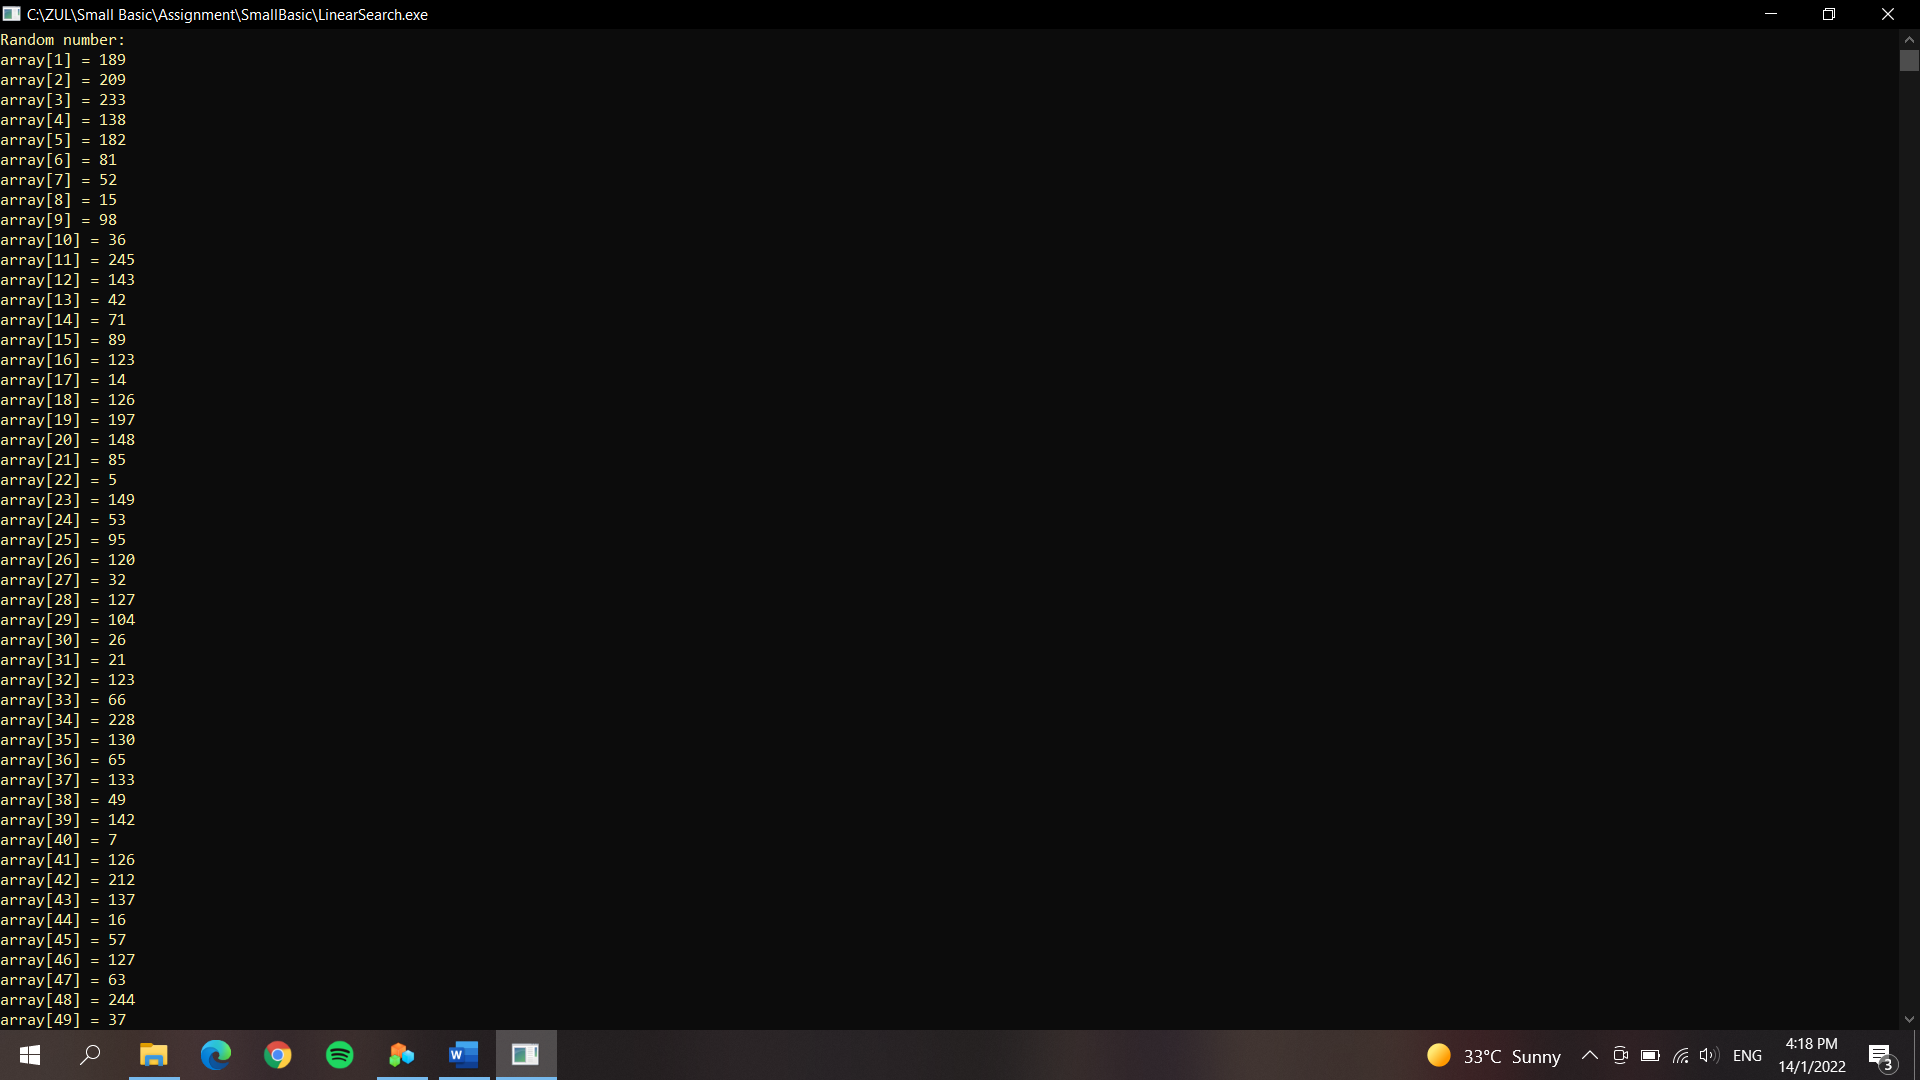 C:\ZUL\Small Basic\Assignment\SmallBasic\LinearSearch.exe
Random number:
array[1] = 189
array[2] = 209
array[3] = 233
array[4] = 138
array[5] = 182
array[6] = 81
array[7] = 52
array[8] = 15
array[9] = 98
array[10] = 36
array[11] = 245
array[12] = 143
array[13] = 42
array[14] = 71
array[15] = 89
array[16] = 123
array[17] = 14
array[18] = 126
array[19] = 197
array[20] = 148
array[21] = 85
array[22] = 5
array[23] = 149
array[24] = 53
array[25] = 95
array[26] = 120
array[27] = 32
array[28] = 127
array[29] = 104
array[30] = 26
array[31] = 21
array[32] = 123
array[33] = 66
array[34] = 228
array[35] = 130
array[36] = 65
array[37] = 133
array[38] = 49
array[39] = 142
array[40] = 7
array[41] = 126
array[42] = 212
array[43] = 137
array[44] = 16
array[45] = 57
array[46] = 127
array[47] = 63
array[48] = 244
array[49] = 37
W
33°C Sunny
ENG
4:18 PM
14/1/2022
3